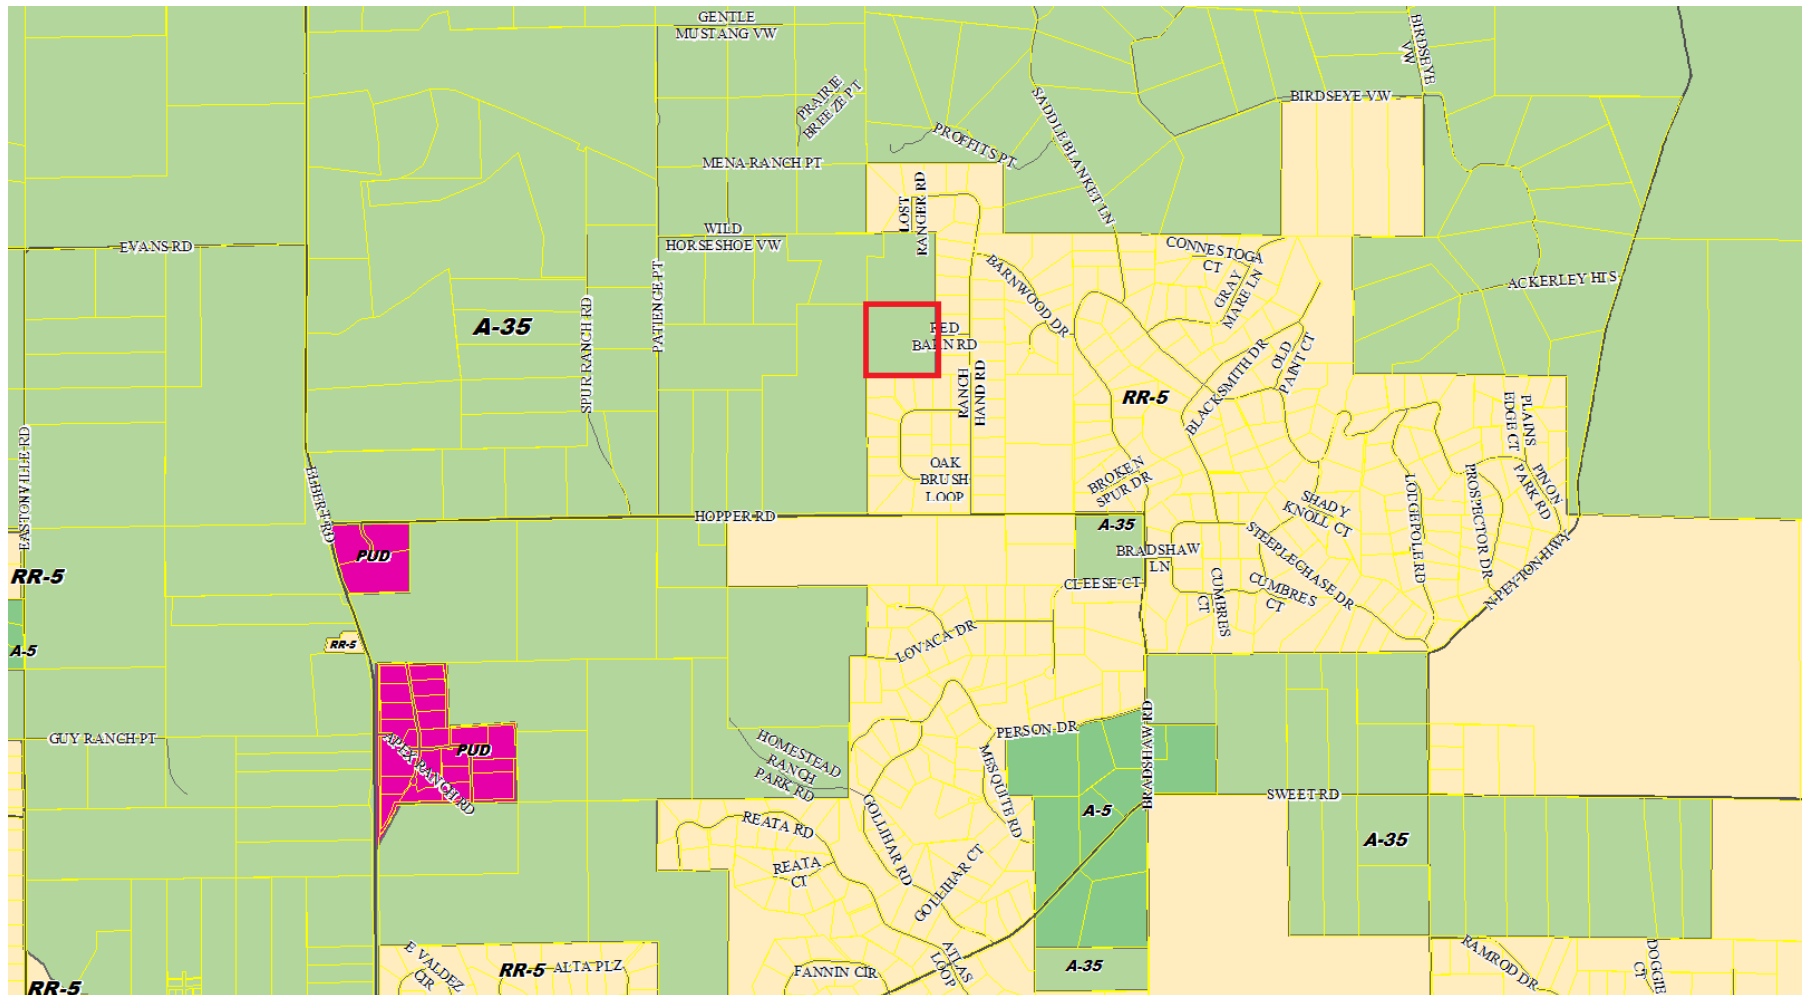 GENTLE
MUSTANG VW
BIRDSEYE
VW
PRAIRIE
BREEZE PT
SADDLEBLANKET LN
BIRDSEYE VW
PROFFITS PT
MENA RANCH PT
LOST
RANGER RD
WILD
HORSESHOE VW
EVANS RD
CONNESTOGA
CT
BARNWOOD DR
GRAY
MARE LN
ACKERLEY HTS
PATIENCE PT
SPUR RANCH RD
A-35
RED
BARN RD
OLD
PAINT CT
BLACKSMITH DR
RANCH
HAND RD
RR-5
PLAINS
EDGE CT
EASTONVILLE RD
ELBERT RD
OAK
BRUSH
LOOP
BROKEN
SPUR DR
SHADY
KNOLL CT
LODGEPOLE RD
PROSPECTOR DR
PINON
PARK RD
HOPPER RD
A-35
STEEPLECHASE DR
BRADSHAW
LN
PUD
RR-5
CLEESE CT
CUMBRES
CT
CUMBRES
CT
N PEYTON HWY
LOVACA DR
RR-5
A-5
PERSON DR
BRADSHAW RD
GUY RANCH PT
APEX RANCH RD
PUD
HOMESTEAD
RANCH
PARK RD
MESQUITE RD
SWEET RD
A-5
REATA RD
GOLLIHAR RD
A-35
REATA
CT
GOLLIHAR CT
E VALDEZ
CIR
RR-5
ALTA PLZ
FANNIN CIR
ATLAS
LOOP
A-35
RAMROD DR
DOGGIE
CT
RR-5